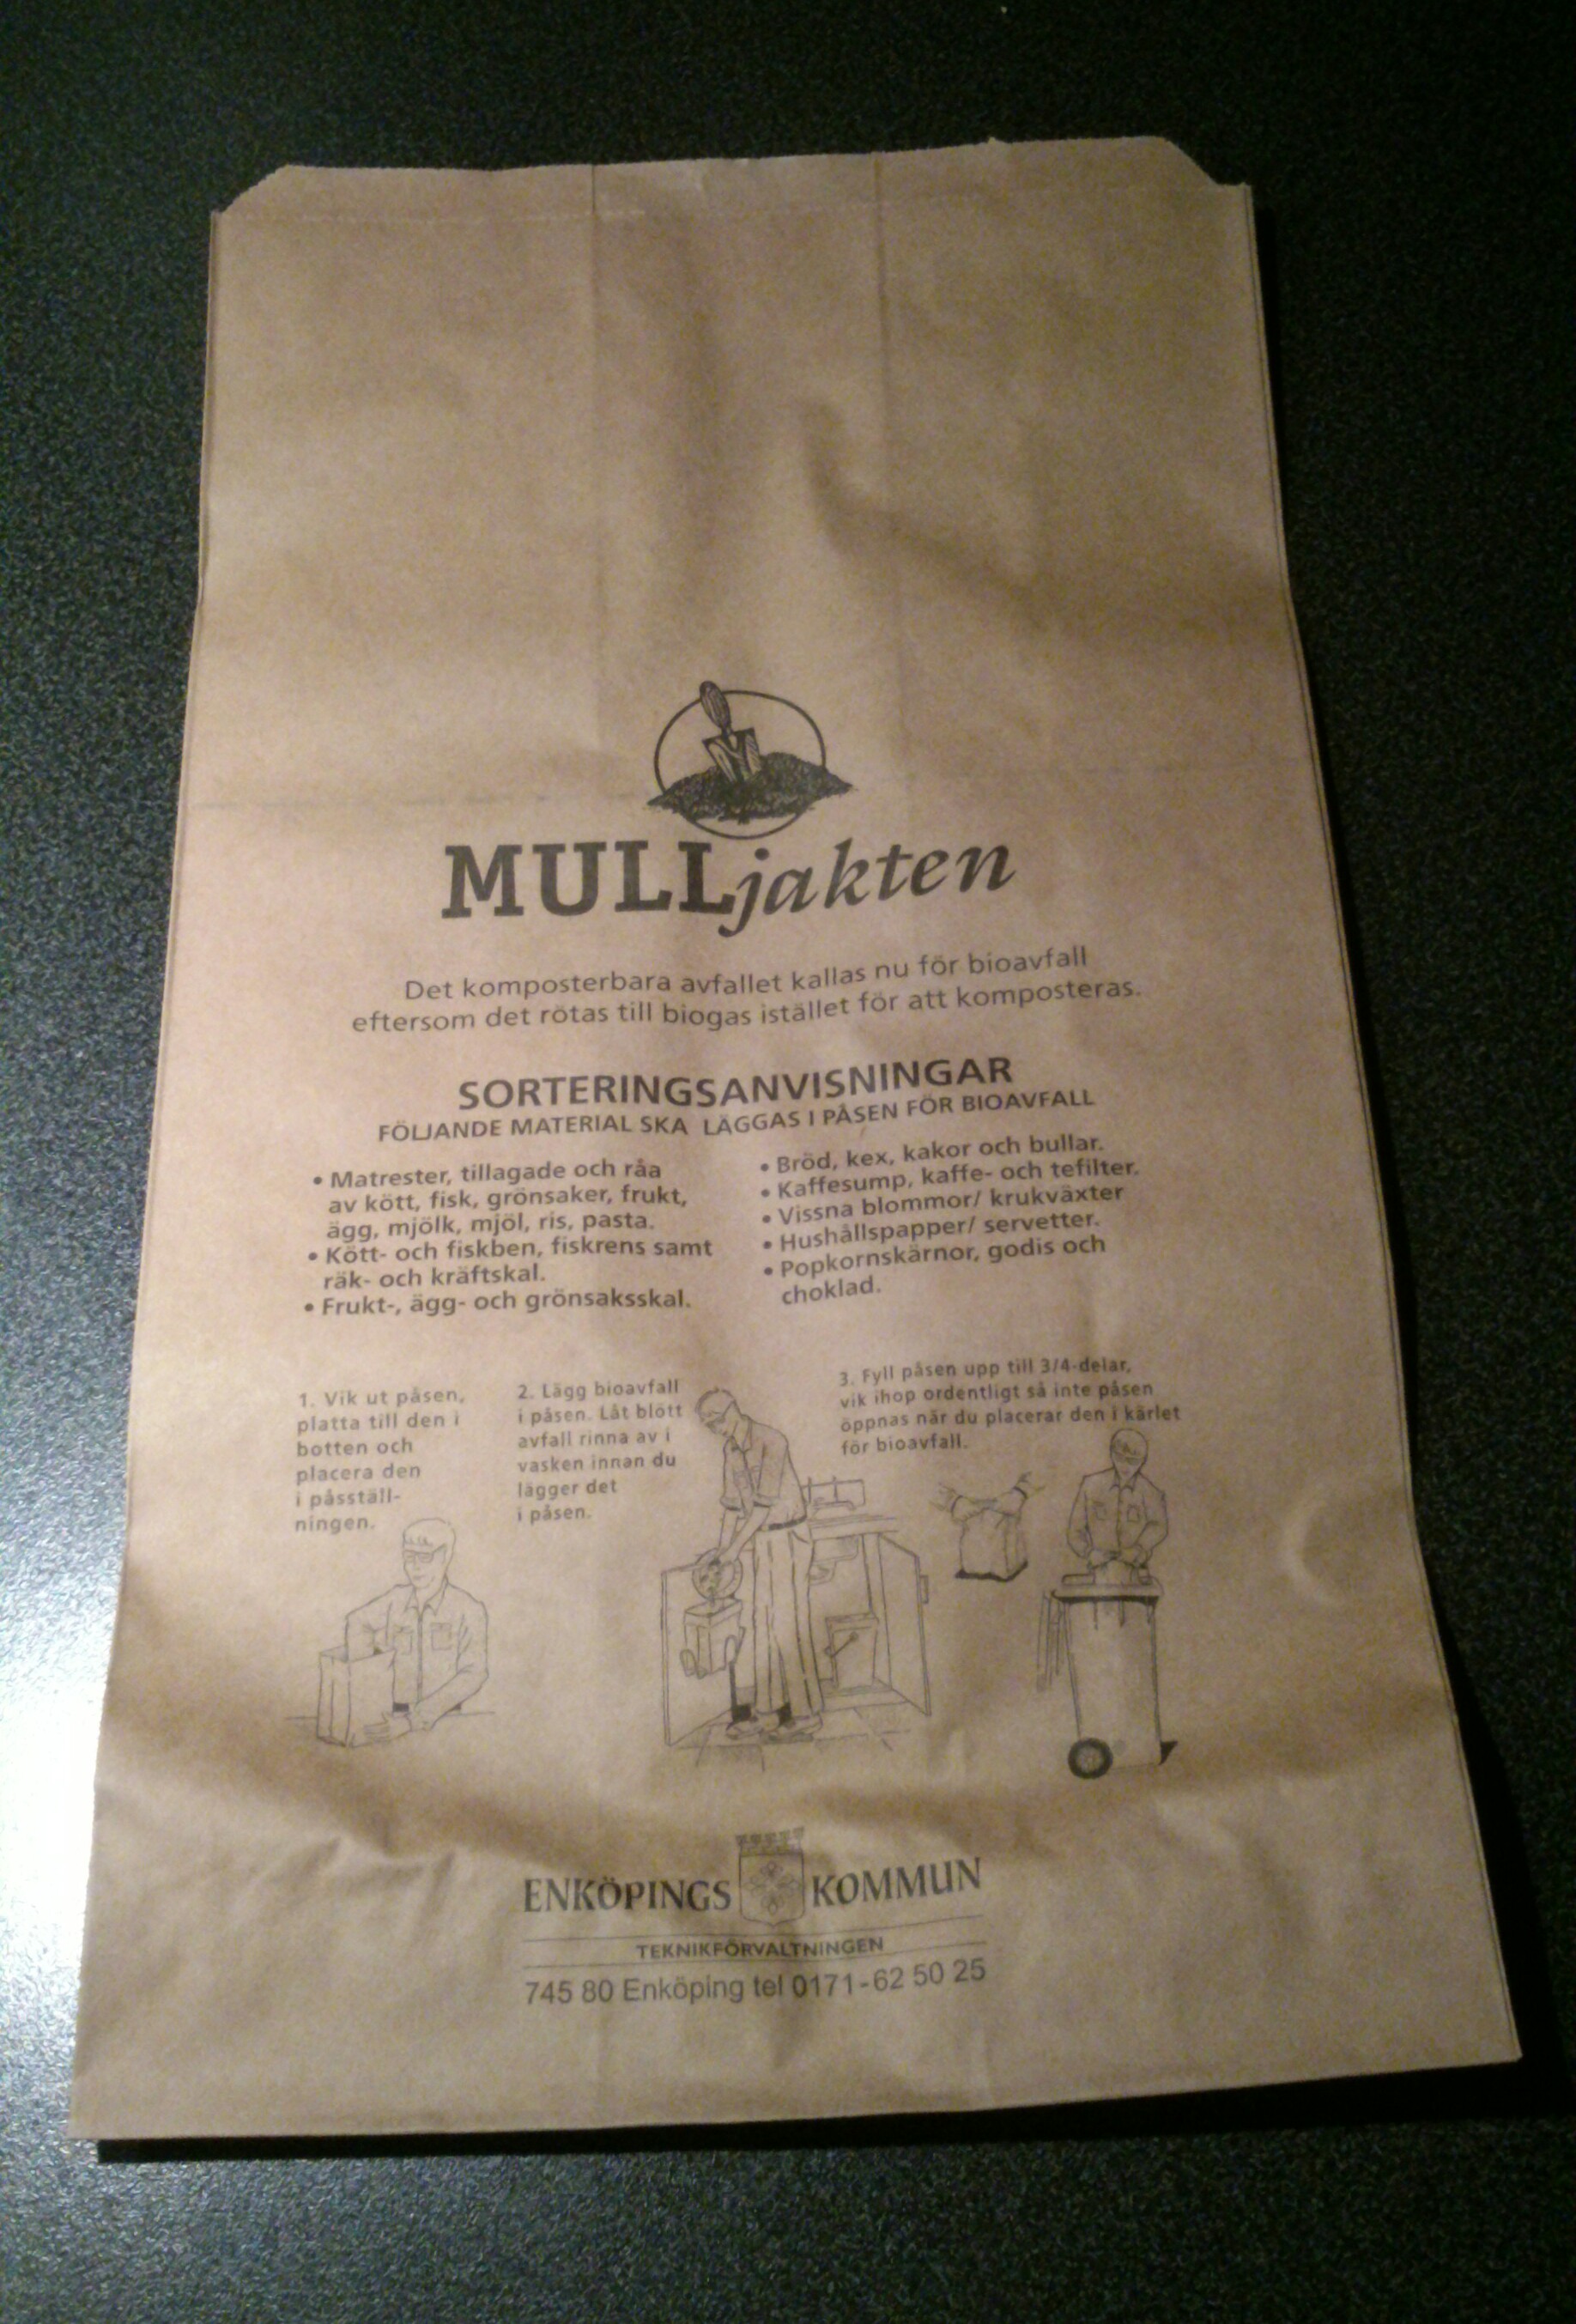 MULLjakten
Det komposterbara avfallet kallas nu för bioavfall
eftersom det rötas till biogas istället för att komposteras.
SORTERINGSANVISNINGAR
FÖLJANDE MATERIAL SKA LÄGGAS I PÅSEN FÖR BIOAVFALL
• Matrester, tillagade och råa
av kött, fisk, grönsaker, frukt,
ägg, mjölk, mjöl, ris, pasta.
• Kött- och fiskben, fiskrens samt
räk- och kräftskal.
• Frukt-, ägg- och grönsaksskal.
• Bröd, kex, kakor och bullar.
• Kaffesump, kaffe- och tefilter.
• Vissna blommor/ krukväxter
• Hushållspapper/ servetter.
• Popkornskärnor, godis och
choklad.
1. Vik ut påsen,
platta till den i
botten och
placera den
i påsställ-
ningen.
2. Lägg bioavfall
i påsen. Låt blött
avfall rinna av i
vasken innan du
lägger det
i påsen.
3. Fyll påsen upp till 3/4-delar,
vik ihop ordentligt så inte påsen
öppnas när du placerar den i kärlet
för bioavfall.
ENKÖPINGS KOMMUN
TEKNIKFÖRVALTNINGEN
745 80 Enköping tel 0171-62 50 25